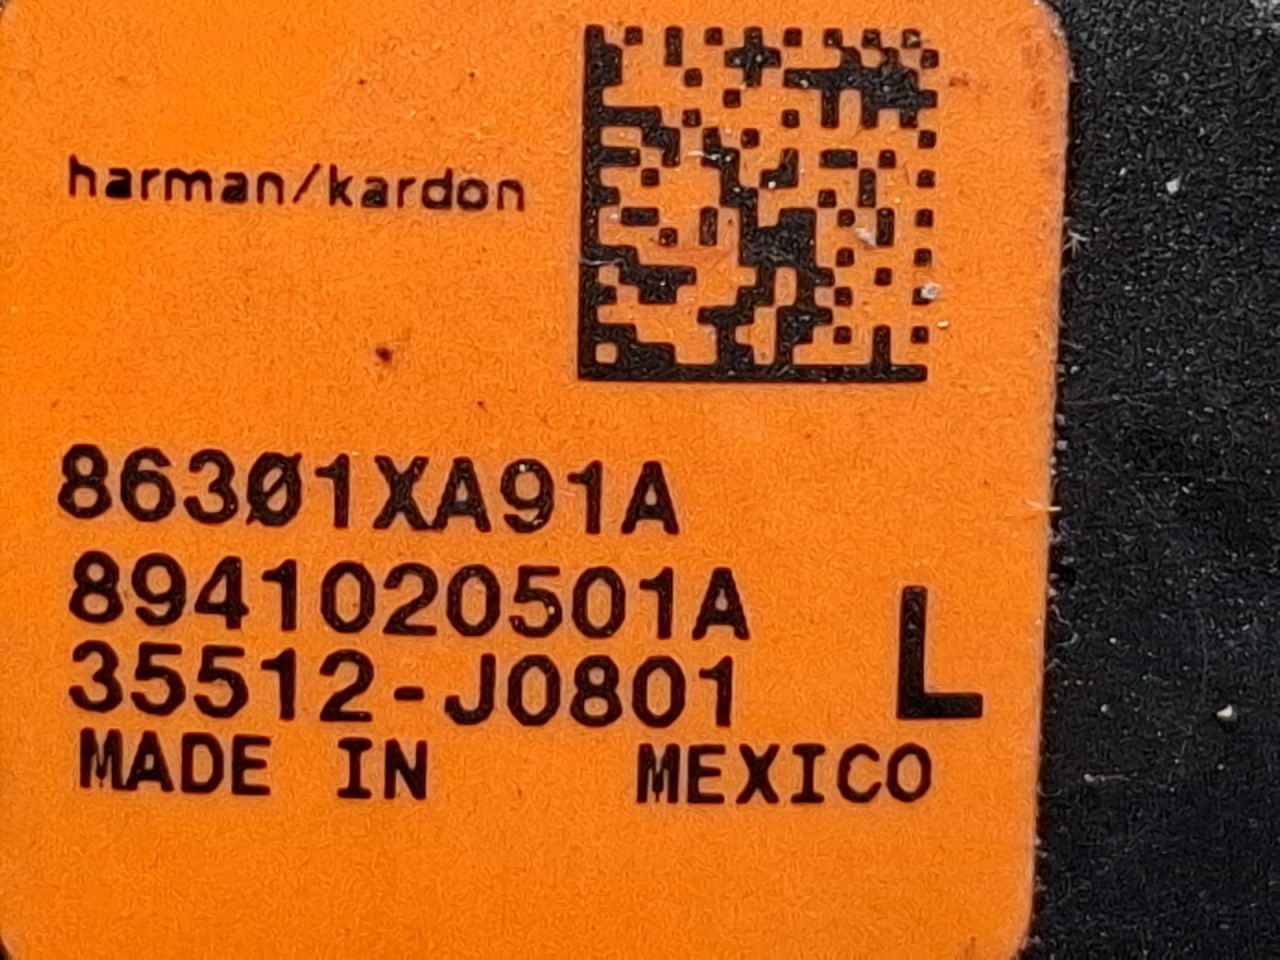 harman/kardon
86301XA91A
8941020501A
35512-J0801
L
MADE IN MEXICO